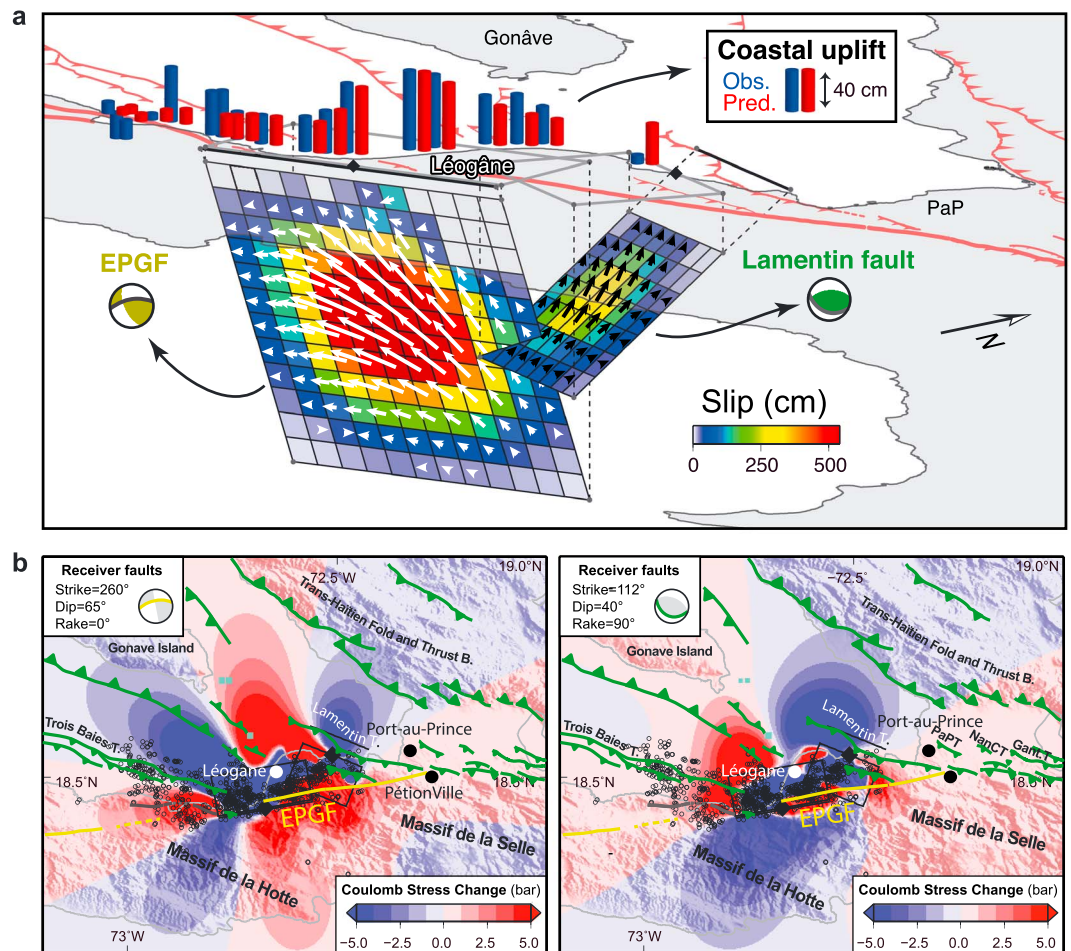 a
Gonâve
Coastal uplift
Obs.
Pred.
40 cm
Léogâne
PaP
EPGF
Lamentin fault
N
Slip (cm)
0 250 500
b
Receiver faults
Strike=260°
Dip=65°
Rake=0°
72.5°W
19.0°N
Trans-Haitien Fold and Thrust B.
Gonave Island
Lamentin T.
Port-au-Prince
Trois Baies T.
Léogane
18.5°N
18.6°N
PétionVille
EPGF
Massif de la Selle
Massif de la Hotte
Coulomb Stress Change (bar)
−5.0 −2.5 0.0 2.5 5.0
73°W
Receiver faults
Strike=112°
Dip=40°
Rake=90°
−72.5°
19.0°N
Trans-Haitien Fold and Thrust B.
Gonave Island
Lamentin T.
Port-au-Prince
PaPT
NancT
Gant.T
Trois Baies T.
Léogane
18.5°N
18.6°N
EPGF
Massif de la Selle
Massif de la Hotte
Coulomb Stress Change (bar)
−5.0 −2.5 0.0 2.5 5.0
73°W